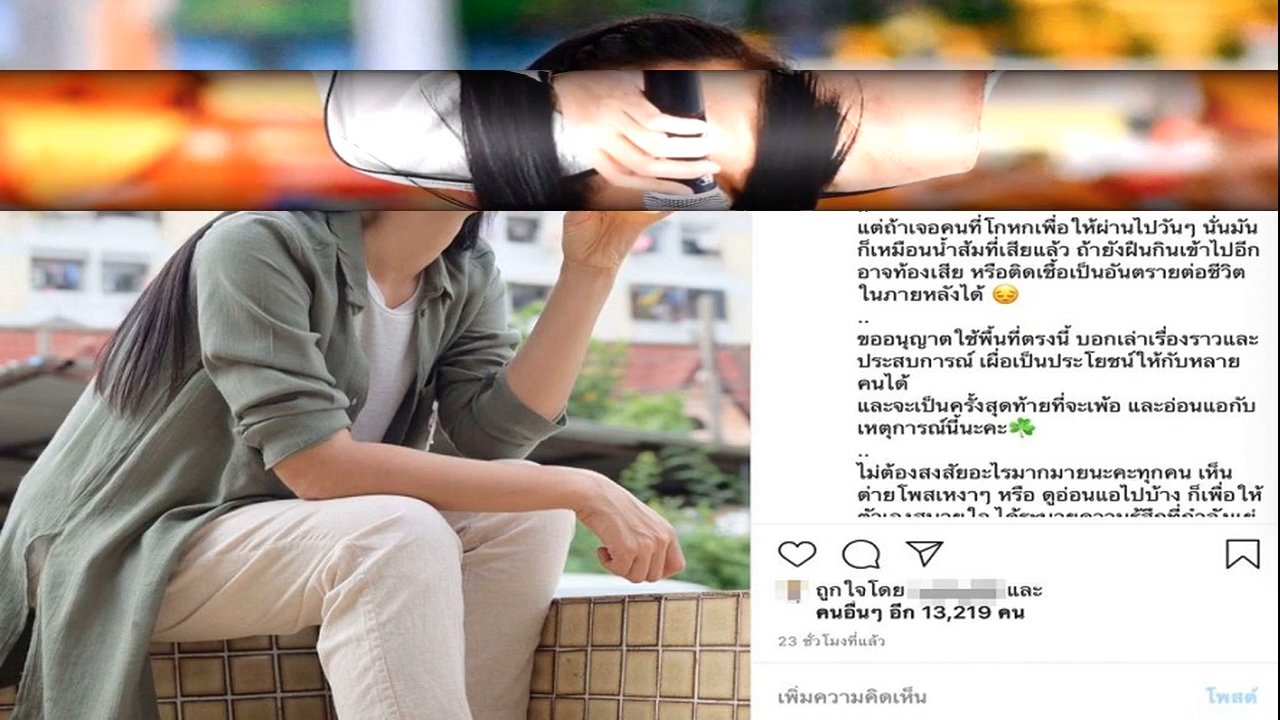 ..
แต่ถ้าเจอคนที่โกหกเพื่อให้ผ่านไปวันๆ นั่นมัน
ก็เหมือนน้ำส้มที่เสียแล้ว ถ้ายังฝืนกินเข้าไปอีก
อาจท้องเสีย หรือติดเชื้อเป็นอันตรายต่อชีวิต
ในภายหลังได้ 😔
..
ขออนุญาตใช้พื้นที่ตรงนี้ บอกเล่าเรื่องราวและ
ประสบการณ์ เผื่อเป็นประโยชน์ให้กับหลาย
คนได้
และจะเป็นครั้งสุดท้ายที่จะเพ้อ และอ่อนแอกับ
เหตุการณ์นี้นะคะ☘️
..
ไม่ต้องสงสัยอะไรมากมายนะคะทุกคน เห็น
ต่ายโพสเหงาๆ หรือ ดูอ่อนแอไปบ้าง ก็เพื่อให้
ถูกใจโดย และ
คนอื่นๆ อีก 13,219 คน
23 ชั่วโมงที่แล้ว
เพิ่มความคิดเห็น
โพสต์